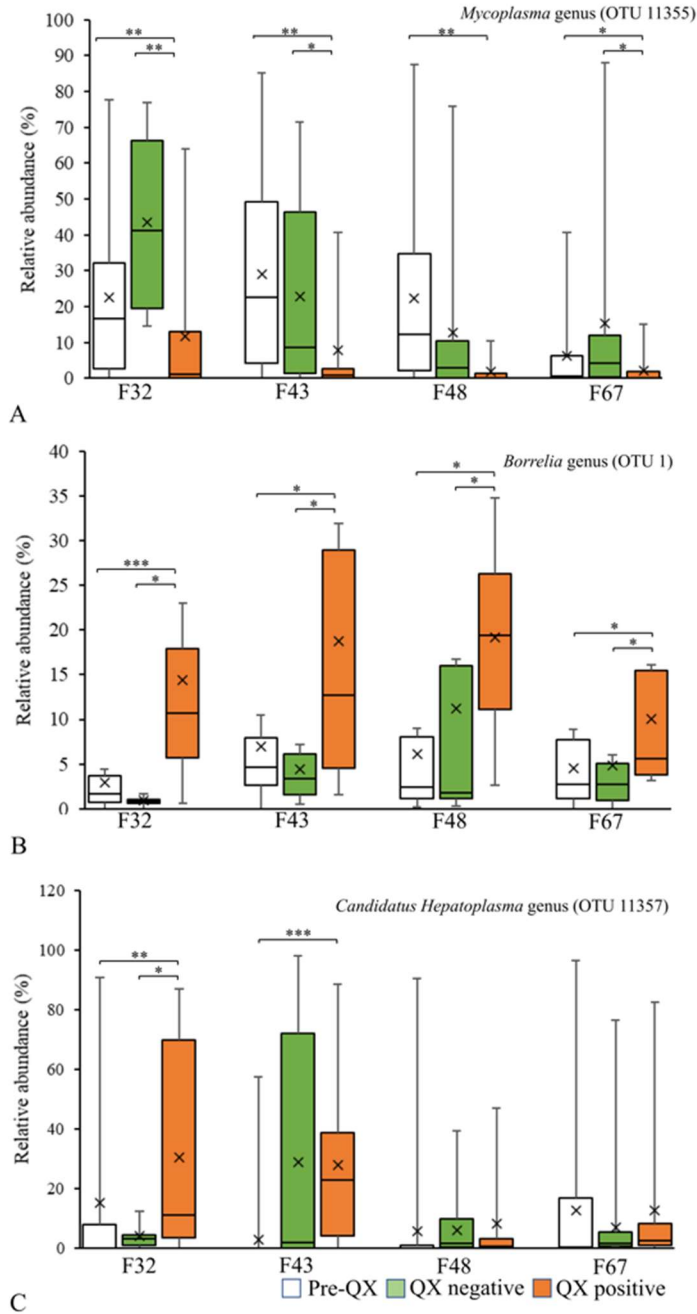 Mycoplasma genus (OTU 11355)
100
90
80
70
60
50
40
30
20
10
0
Relative abundance (%)
** ** ** * ** * *
**
F32 F43 F48 F67
A
Borrelia genus (OTU 1)
40
35
30
25
20
15
10
5
0
Relative abundance (%)
*** * * * * * * *
F32 F43 F48 F67
B
Candidatus Hepatoplasma genus (OTU 11357)
120
100
80
60
40
20
0
Relative abundance (%)
** * ***
F32 F43 F48 F67
C
Pre-QX QX negative QX positive